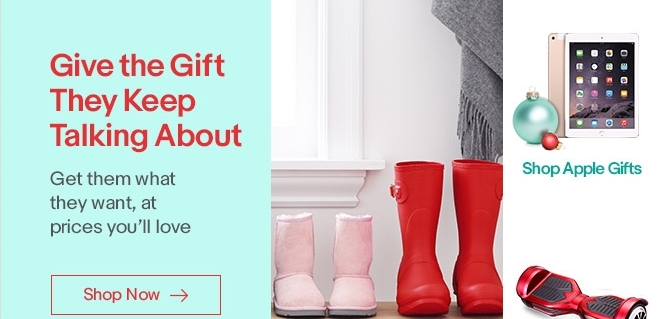 Give the Gift
They Keep
Talking About
Get them what
they want, at
prices you'll love
Shop Now
Shop Apple Gifts